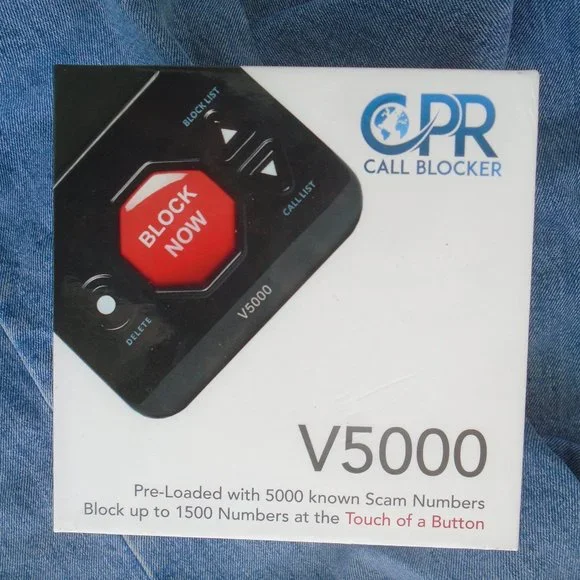 BLOCK LIST
CALL LIST
BLOCK
NOW
DELETE
V5000
CPR
CALL BLOCKER
V5000
Pre-Loaded with 5000 known Scam Numbers
Block up to 1500 Numbers at the Touch of a Button